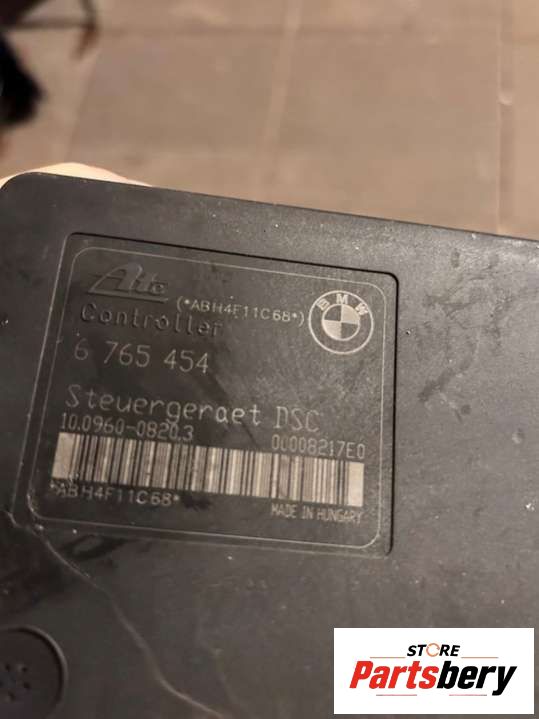 Ate (*ABH4F11C68*) BMW
Controller
6 765 454
Steuergeraet DSC
10.0960-0820.3 00008217E0
*ABH4F11C68*
MADE IN HUNGARY
STORE
Partsbery